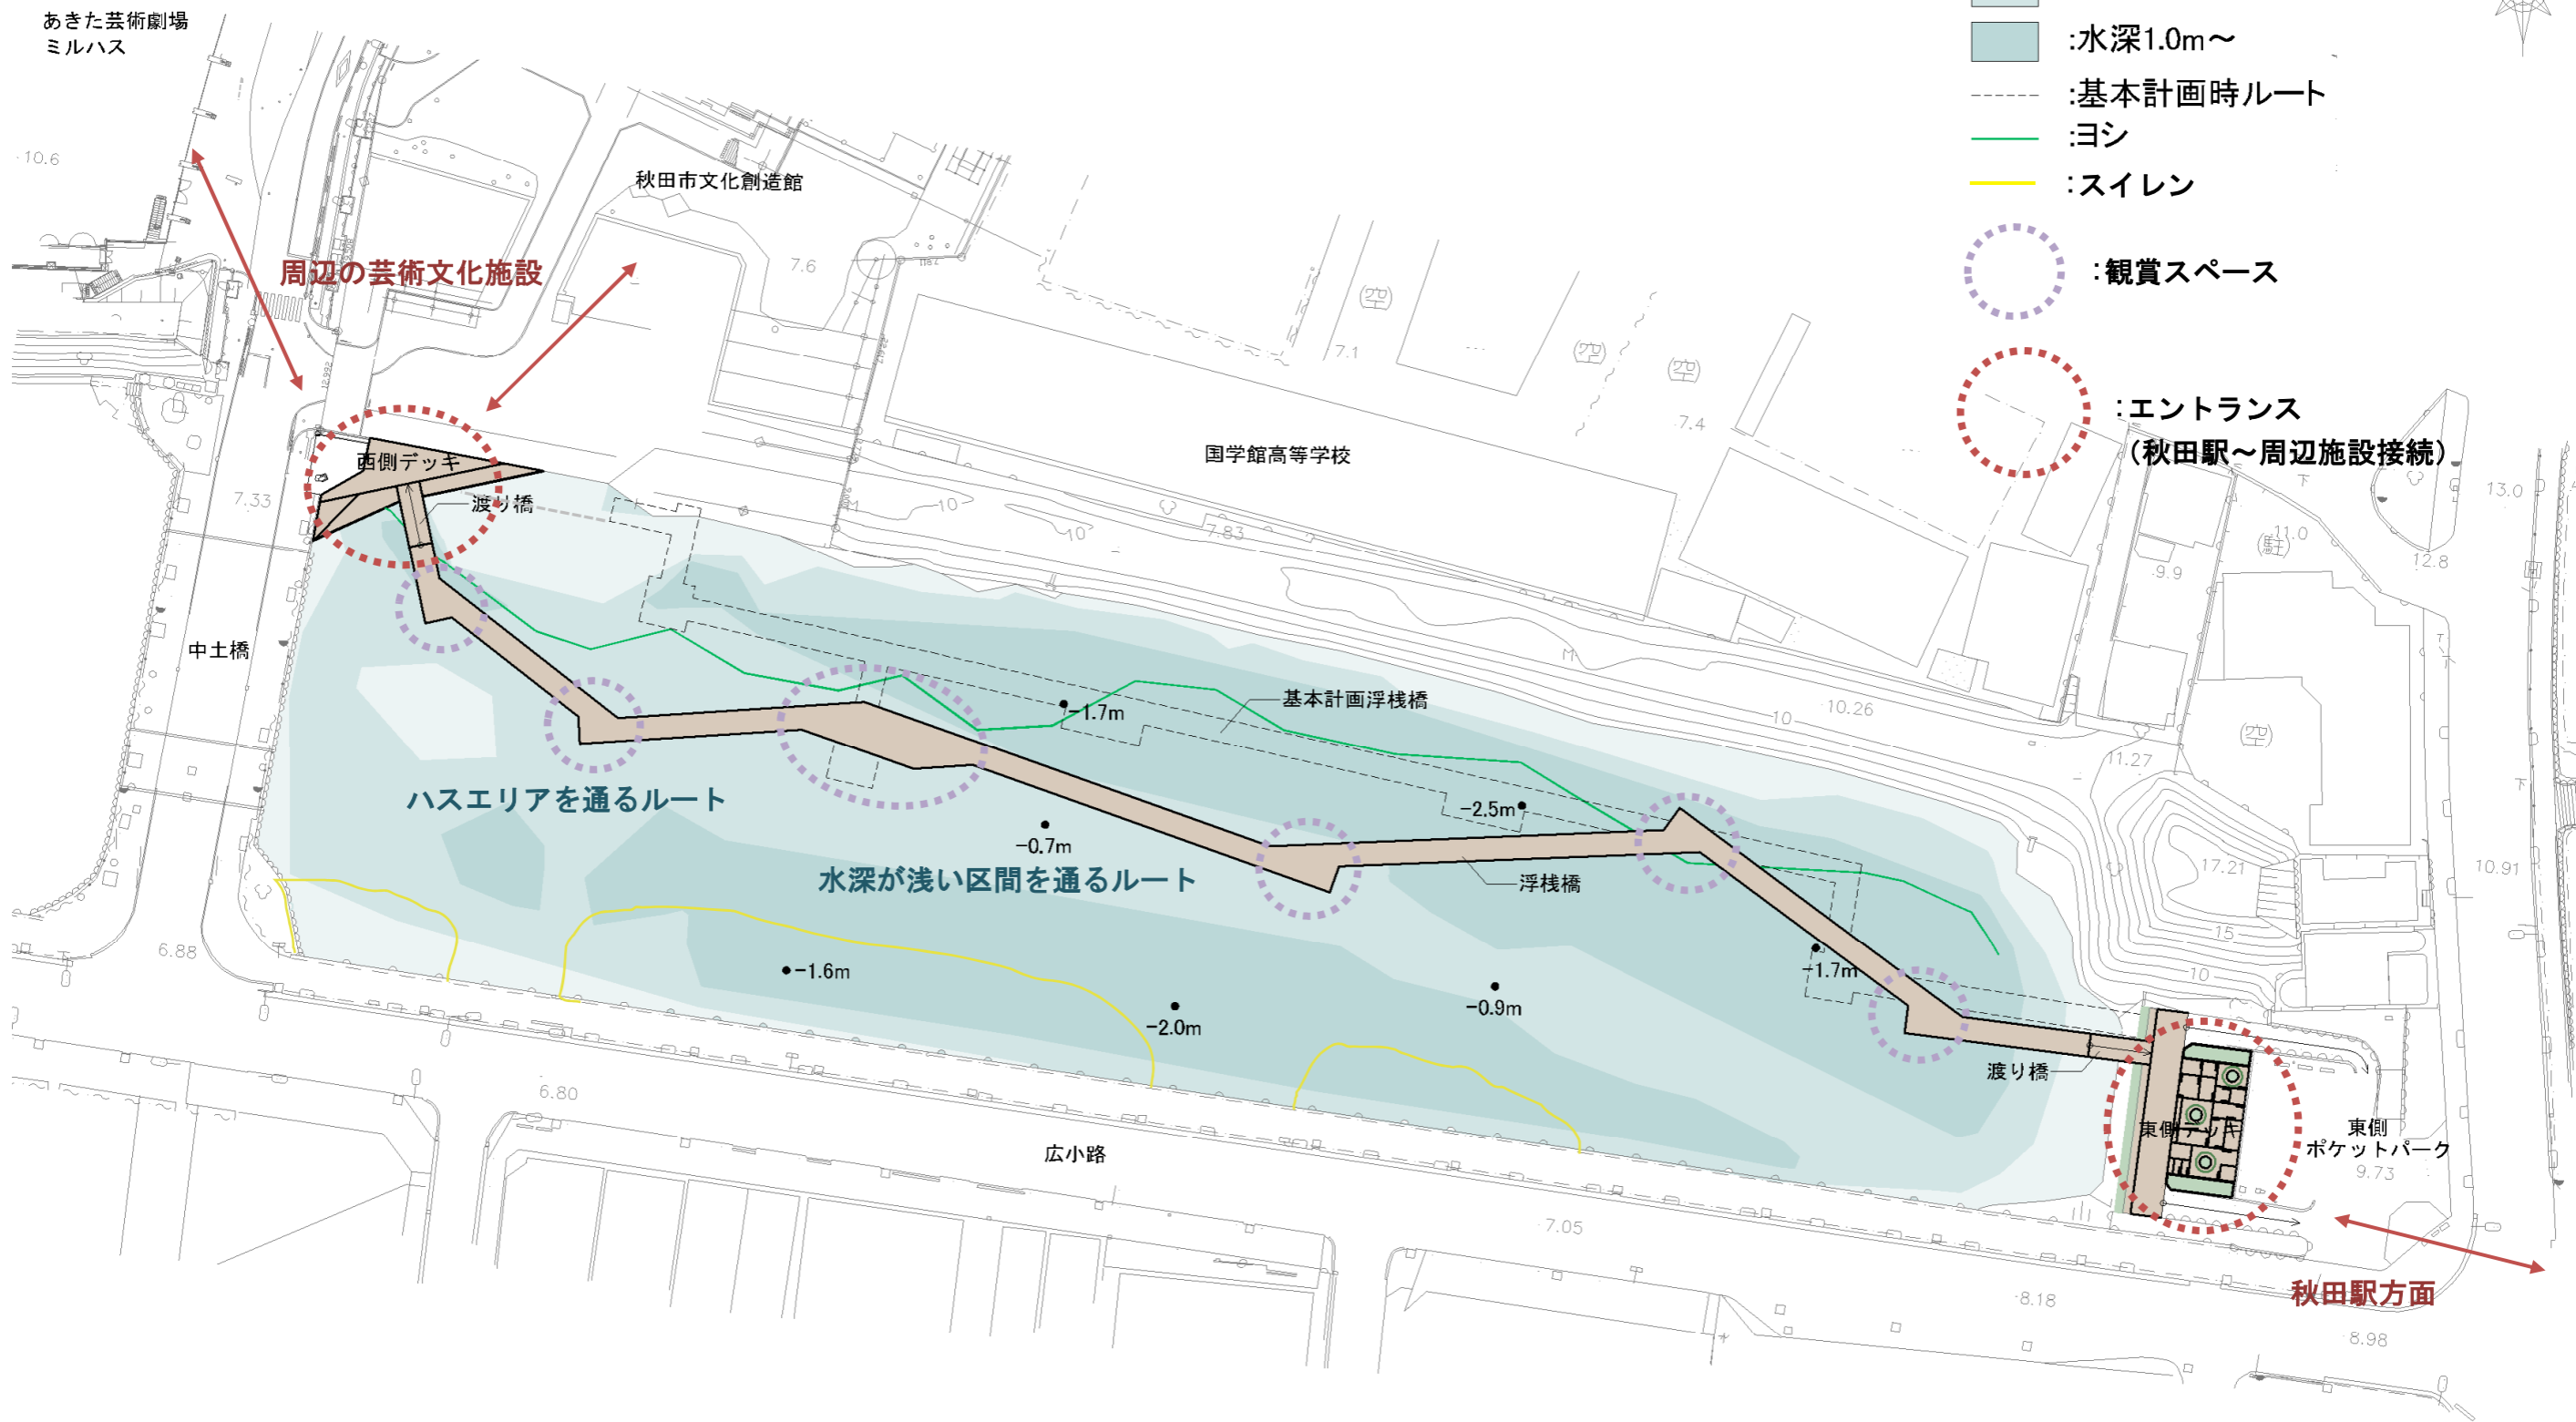 あきた芸術劇場
ミルハス
:水深1.0m～
:基本計画時ルート
:ヨシ
:スイレン
:観賞スペース
:エントランス
（秋田駅～周辺施設接続）
10.6
秋田市文化創造館
周辺の芸術文化施設
7.6
(空)
7.1
(空)
(空)
7.4
国学館高等学校
西側デッキ
渡り橋
7.33
10
10
7.83
13.0
11.0
(駐)
9.9
12.8
中土橋
-1.7m
基本計画浮桟橋
10
10.26
(空)
11.27
ハスエリアを通るルート
-2.5m
-0.7m
水深が浅い区間を通るルート
浮桟橋
17.21
10.91
15
10
6.88
-1.6m
-1.7m
-0.9m
-2.0m
渡り橋
6.80
広小路
東側デッキ
東側
ポケットパーク
9.73
7.05
秋田駅方面
8.18
8.98